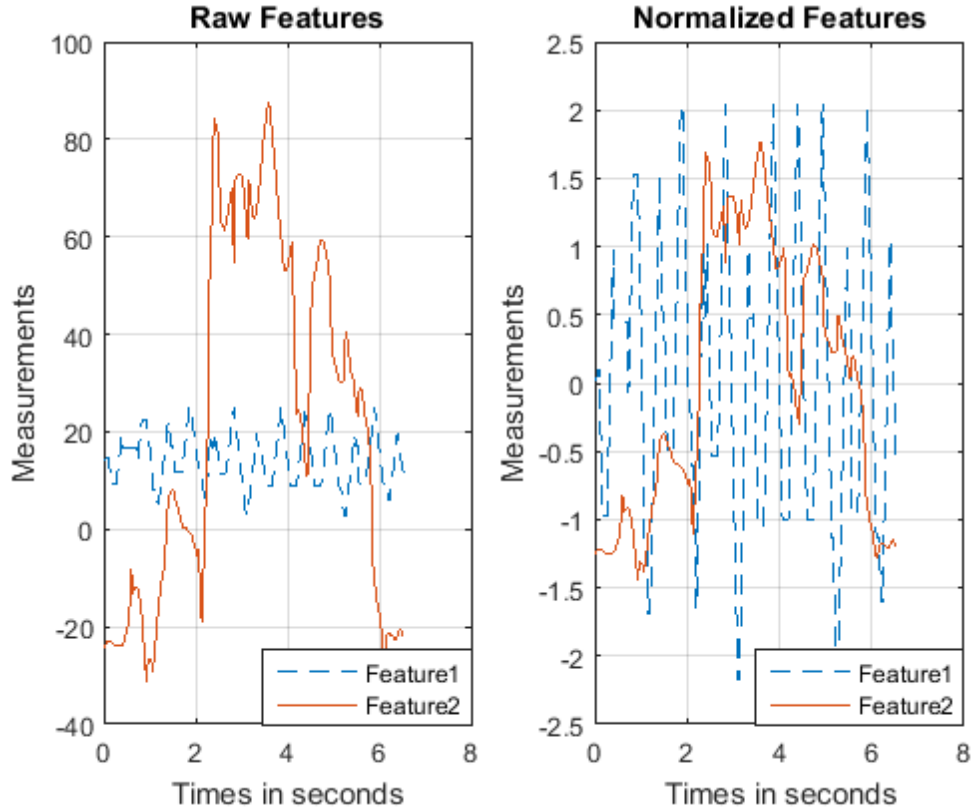 Raw Features
100
80
60
40
20
0
-20
-40
Measurements
0
2
4
6
8
Times in seconds
Feature1
Feature2
Normalized Features
2.5
2
1.5
1
0.5
0
-0.5
-1
-1.5
-2
-2.5
Measurements
0
2
4
6
8
Times in seconds
Feature1
Feature2